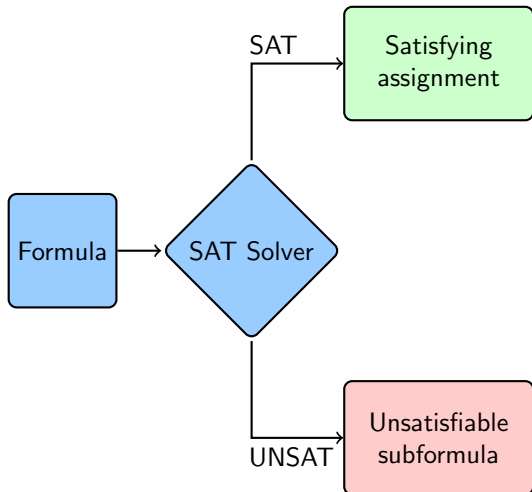 SAT
Satisfying
assignment
Formula
SAT Solver
UNSAT
Unsatisfiable
subformula